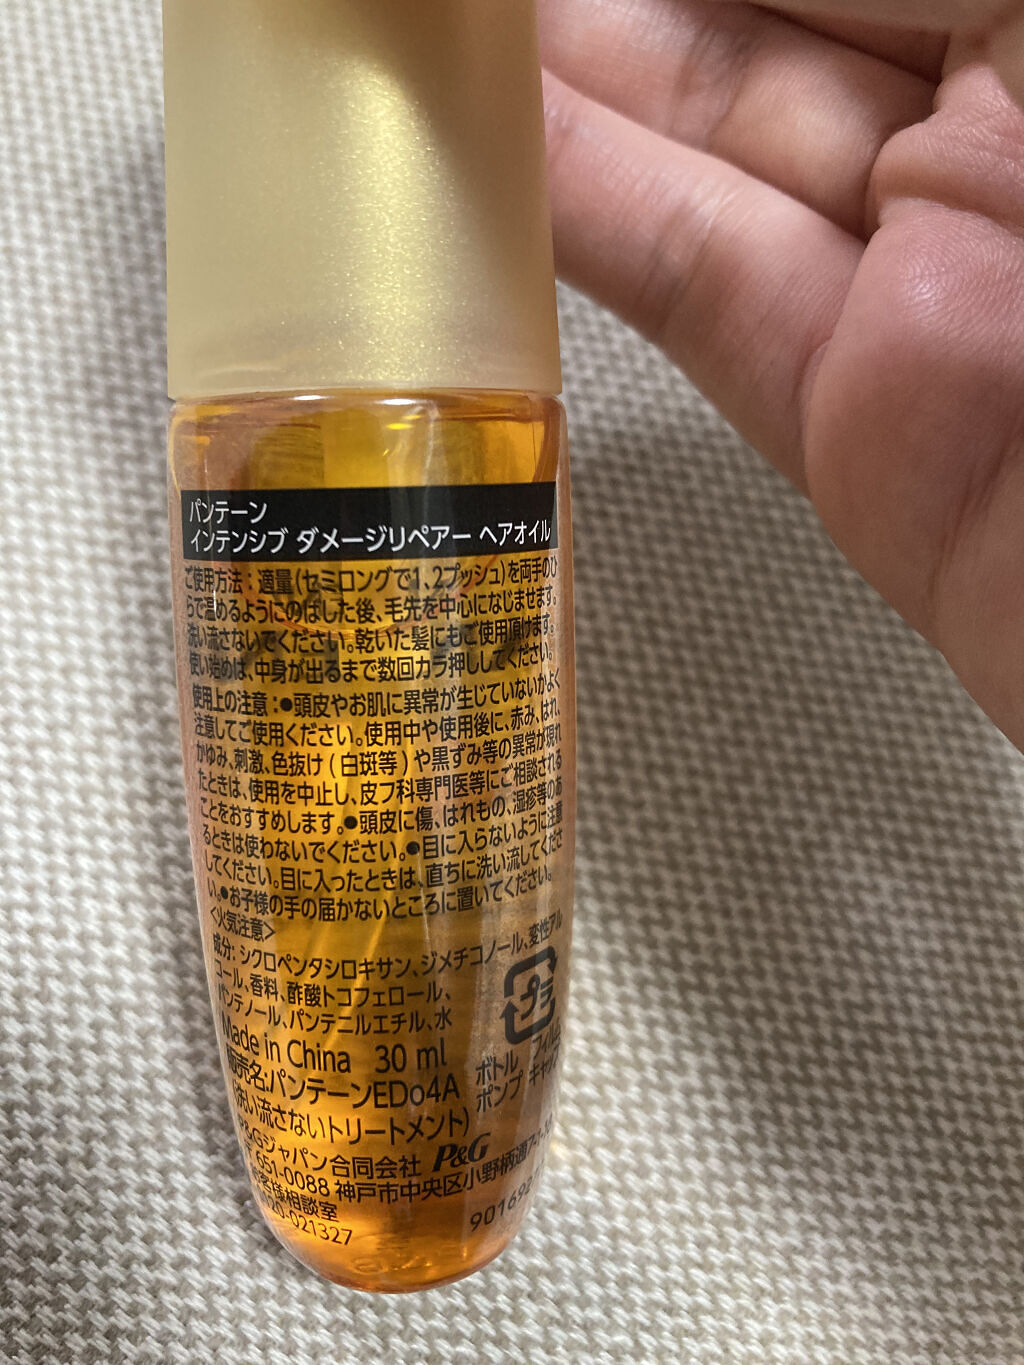 パンテーン
インテンシブ ダメージリペアー ヘアオイル
ご使用方法：適量(セミロングで1、2プッシュ)を両手のひ
らで温めるようにのばした後、毛先を中心になじませます。
洗い流さないでください。乾いた髪にもご使用頂けます。
使い始めは、中身が出るまで数回カラ押ししてください。
使用上の注意：●頭皮やお肌に異常が生じていないかよく
注意してご使用ください。使用中や使用後に、赤み、はれ、
かゆみ、刺激、色抜け(白斑等)や黒ずみ等の異常が現れ
たときは、使用を中止し、皮フ科専門医等にご相談される
ことをおすすめします。●頭皮に傷、はれもの、湿疹等のあ
るときは使わないでください。●目に入らないように注意
してください。目に入ったときは、直ちに洗い流してくださ
い。●お子様の手の届かないところに置いてください。
<火気注意>
成分: シクロペンタシロキサン、ジメチコノール、変性アル
コール、香料、酢酸トコフェロール、
パンテノール、パンテニルエチル、水
プラ
Made in China 30 ml
ボトル
ポンプ キャップ
販売名:パンテーンEDo4A
(洗い流さないトリートメント)
P&Gジャパン合同会社 P&G
〒651-0088 神戸市中央区小野柄通7-1-
お客様相談室
0120-021327
901692